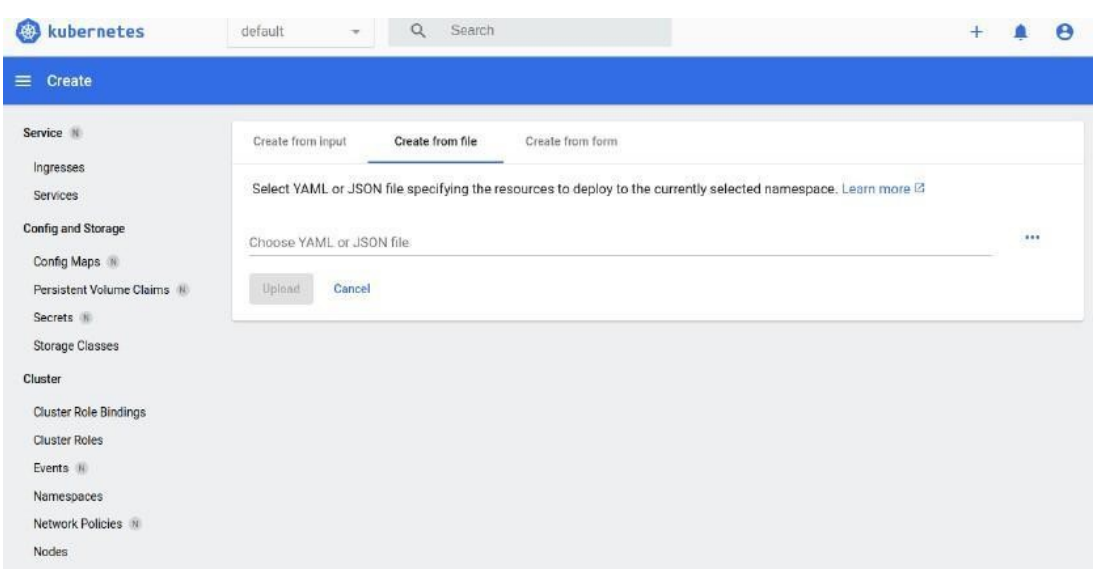 kubernetes
default
Search
Create
Service N
Ingresses
Services
Config and Storage
Config Maps N
Persistent Volume Claims N
Secrets N
Storage Classes
Cluster
Cluster Role Bindings
Cluster Roles
Events N
Namespaces
Network Policies N
Nodes
Create from input
Create from file
Create from form
Select YAML or JSON file specifying the resources to deploy to the currently selected namespace. Learn more
Choose YAML or JSON file
Upload
Cancel